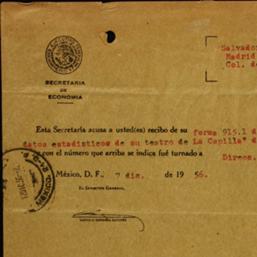 Salvador
Madrid
Col. de
SECRETARIA
DE
ECONOMIA
Esta Secretaría acusa a usted(es) recibo de su forma 915.1 d
datos estadísticos de su teatro de La Capilla" d
con el número que arriba se indica fué turnado a
Direcc.
México, D. F., 7 dic. de 19 56.